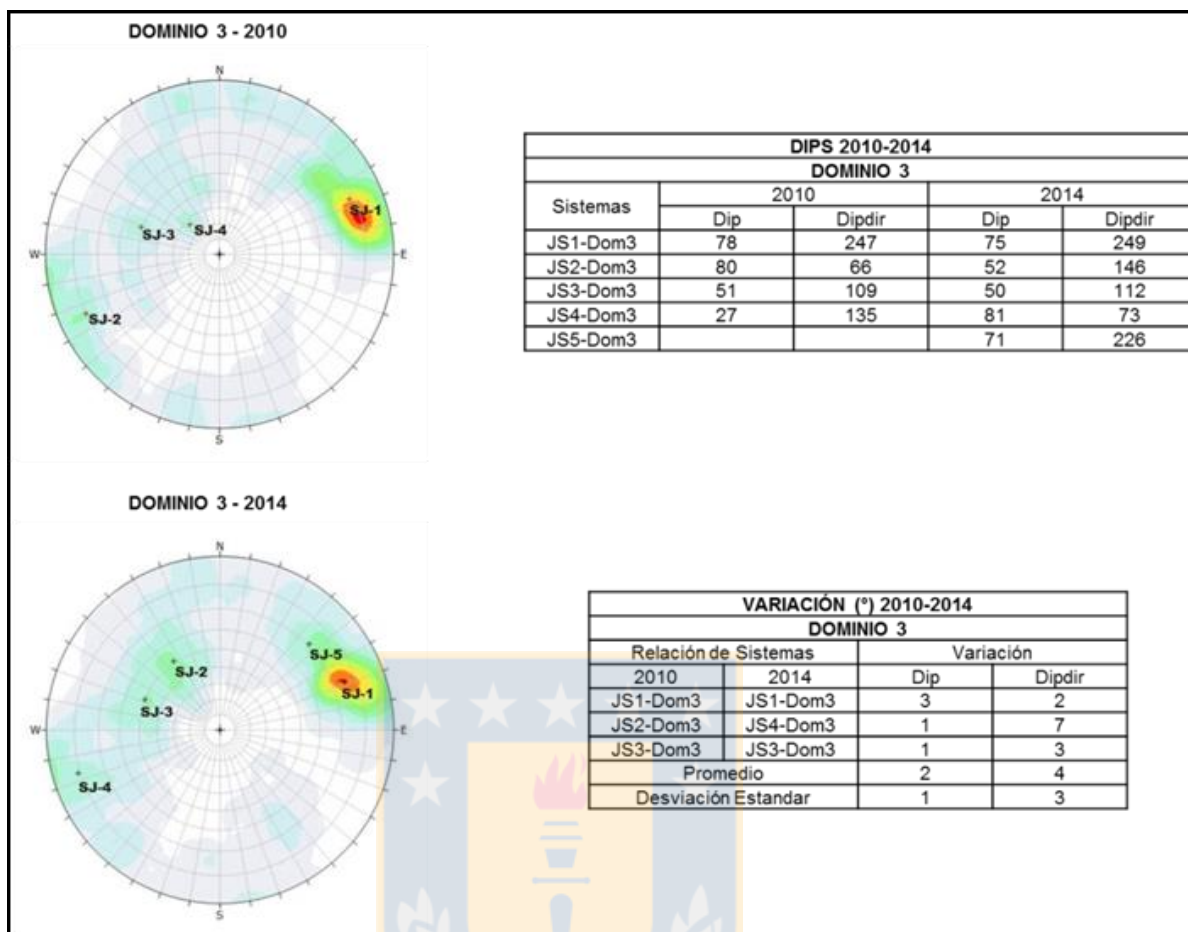 DOMINIO 3 - 2010
N
SJ-1
SJ-3
SJ-4
W
E
SJ-2
S
DIPS 2010-2014
DOMINIO 3
Sistemas 2010 2014
Dip Dipdir Dip Dipdir
JS1-Dom3 78 247 75 249
JS2-Dom3 80 66 52 146
JS3-Dom3 51 109 50 112
JS4-Dom3 27 135 81 73
JS5-Dom3 71 226
DOMINIO 3 - 2014
N
SJ-5
SJ-2
SJ-1
SJ-3
W
E
SJ-4
S
VARIACIÓN (°) 2010-2014
DOMINIO 3
Relación de Sistemas Variación
2010 2014 Dip Dipdir
JS1-Dom3 JS1-Dom3 3 2
JS2-Dom3 JS4-Dom3 1 7
JS3-Dom3 JS3-Dom3 1 3
Promedio 2 4
Desviación Estandar 1 3